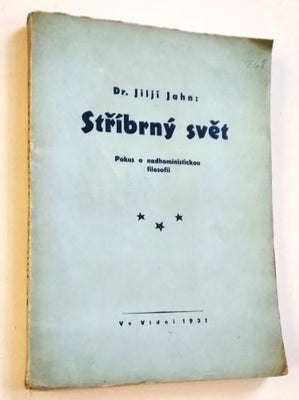 Dr. Jiljí Jahn:
Stříbrný svět
Pokus o nadhoministickou
filosofii
Ve Vídni 1931